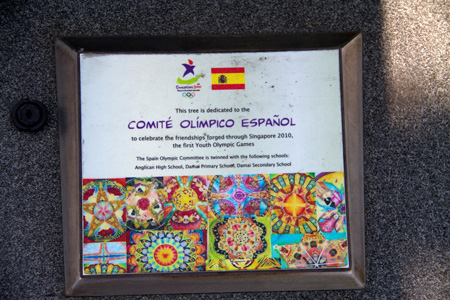 This tree is dedicated to the
COMITÉ OLÍMPICO ESPAÑOL
to celebrate the friendships forged through Singapore 2010,
the first Youth Olympic Games
The Spain Olympic Committee is twinned with the following schools:
Anglican High School, Damai Primary School, Damai Secondary School